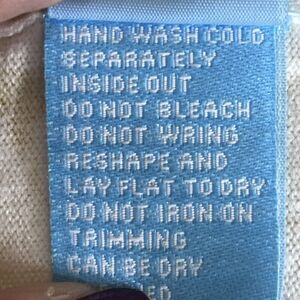 HAND WASH COLD
SEPARATELY
INSIDE OUT
DO NOT BLEACH
DO NOT WRING
RESHAPE AND
LAY FLAT TO DRY
DO NOT IRON ON
TRIMMING
CAN BE DRY